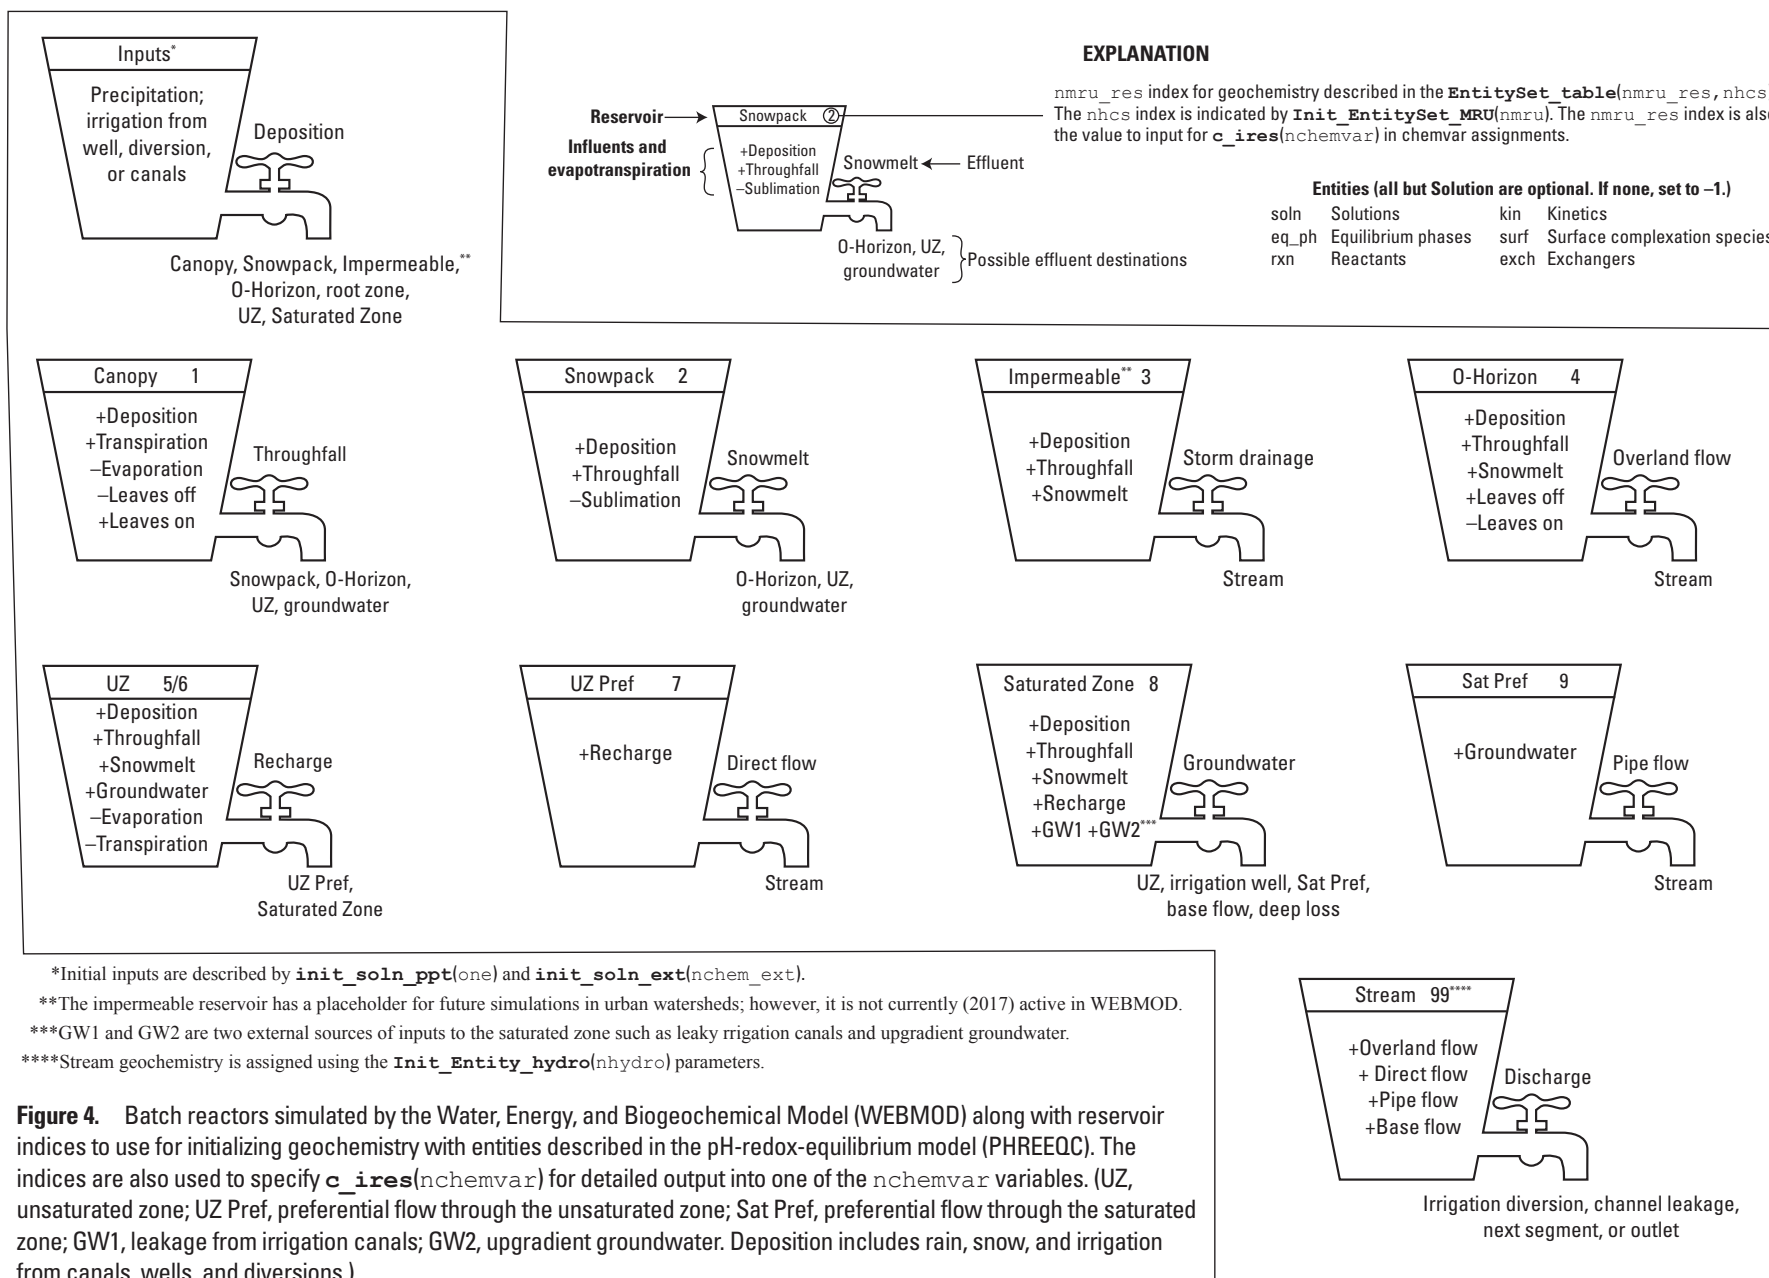 Inputs*
Precipitation;
irrigation from
well, diversion,
or canals
Deposition
Canopy, Snowpack, Impermeable,**
O-Horizon, root zone,
UZ, Saturated Zone
EXPLANATION
Reservoir
Snowpack 2
Influents and
evapotranspiration
+Deposition
+Throughfall
–Sublimation
Snowmelt
Effluent
O-Horizon, UZ,
groundwater
Possible effluent destinations
nmru_res index for geochemistry described in the EntitySet_table(nmru_res,nhcs
The nhcs index is indicated by Init_EntitySet_MRU(nmru). The nmru_res index is also
the value to input for c_ires(nchemvar) in chemvar assignments.
Entities (all but Solution are optional. If none, set to –1.)
soln Solutions kin Kinetics
eq_ph Equilibrium phases surf Surface complexation species
rxn Reactants exch Exchangers
Canopy 1
+Deposition
+Transpiration
–Evaporation
–Leaves off
+Leaves on
Throughfall
Snowpack, O-Horizon,
UZ, groundwater
Snowpack 2
+Deposition
+Throughfall
–Sublimation
Snowmelt
O-Horizon, UZ,
groundwater
Impermeable** 3
+Deposition
+Throughfall
+Snowmelt
Storm drainage
Stream
O-Horizon 4
+Deposition
+Throughfall
+Snowmelt
+Leaves off
–Leaves on
Overland flow
Stream
UZ 5/6
+Deposition
+Throughfall
+Snowmelt
+Groundwater
–Evaporation
–Transpiration
Recharge
UZ Pref,
Saturated Zone
UZ Pref 7
+Recharge
Direct flow
Stream
Saturated Zone 8
+Deposition
+Throughfall
+Snowmelt
+Recharge
+GW1 +GW2***
Groundwater
UZ, irrigation well, Sat Pref,
base flow, deep loss
Sat Pref 9
+Groundwater
Pipe flow
Stream
*Initial inputs are described by init_soln_ppt(one) and init_soln_ext(nchem_ext).
**The impermeable reservoir has a placeholder for future simulations in urban watersheds; however, it is not currently (2017) active in WEBMOD.
***GW1 and GW2 are two external sources of inputs to the saturated zone such as leaky rrigation canals and upgradient groundwater.
****Stream geochemistry is assigned using the Init_Entity_hydro(nhydro) parameters.
Stream 99****
+Overland flow
+ Direct flow
+Pipe flow
+Base flow
Discharge
Irrigation diversion, channel leakage,
next segment, or outlet
Figure 4. Batch reactors simulated by the Water, Energy, and Biogeochemical Model (WEBMOD) along with reservoir
indices to use for initializing geochemistry with entities described in the pH-redox-equilibrium model (PHREEQC). The
indices are also used to specify c_ires(nchemvar) for detailed output into one of the nchemvar variables. (UZ,
unsaturated zone; UZ Pref, preferential flow through the unsaturated zone; Sat Pref, preferential flow through the saturated
zone; GW1, leakage from irrigation canals; GW2, upgradient groundwater. Deposition includes rain, snow, and irrigation
from canals, wells, and diversions.)